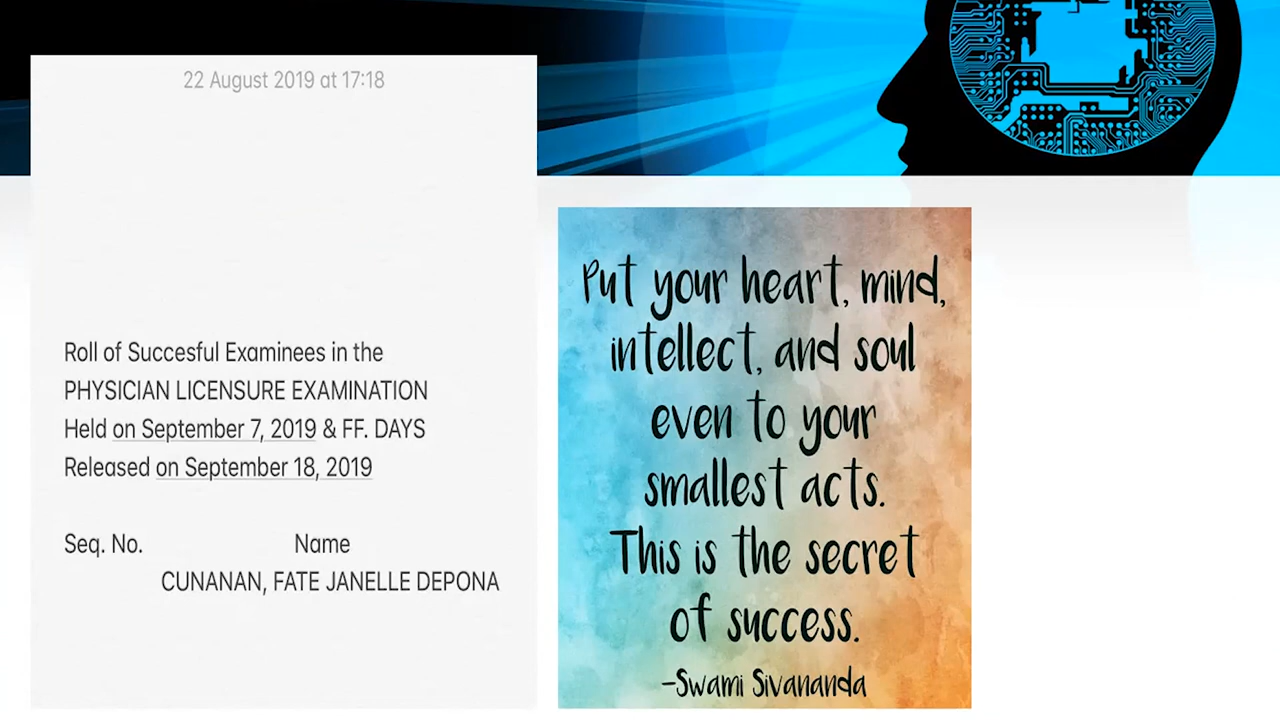 22 August 2019 at 17:18
Roll of Succesful Examinees in the
PHYSICIAN LICENSURE EXAMINATION
Held on September 7, 2019 & FF. DAYS
Released on September 18, 2019
Seq. No. Name
CUNANAN, FATE JANELLE DEPONA
Put your heart, mind,
intellect, and soul
even to your
smallest acts.
This is the secret
of success.
–Swami Sivananda